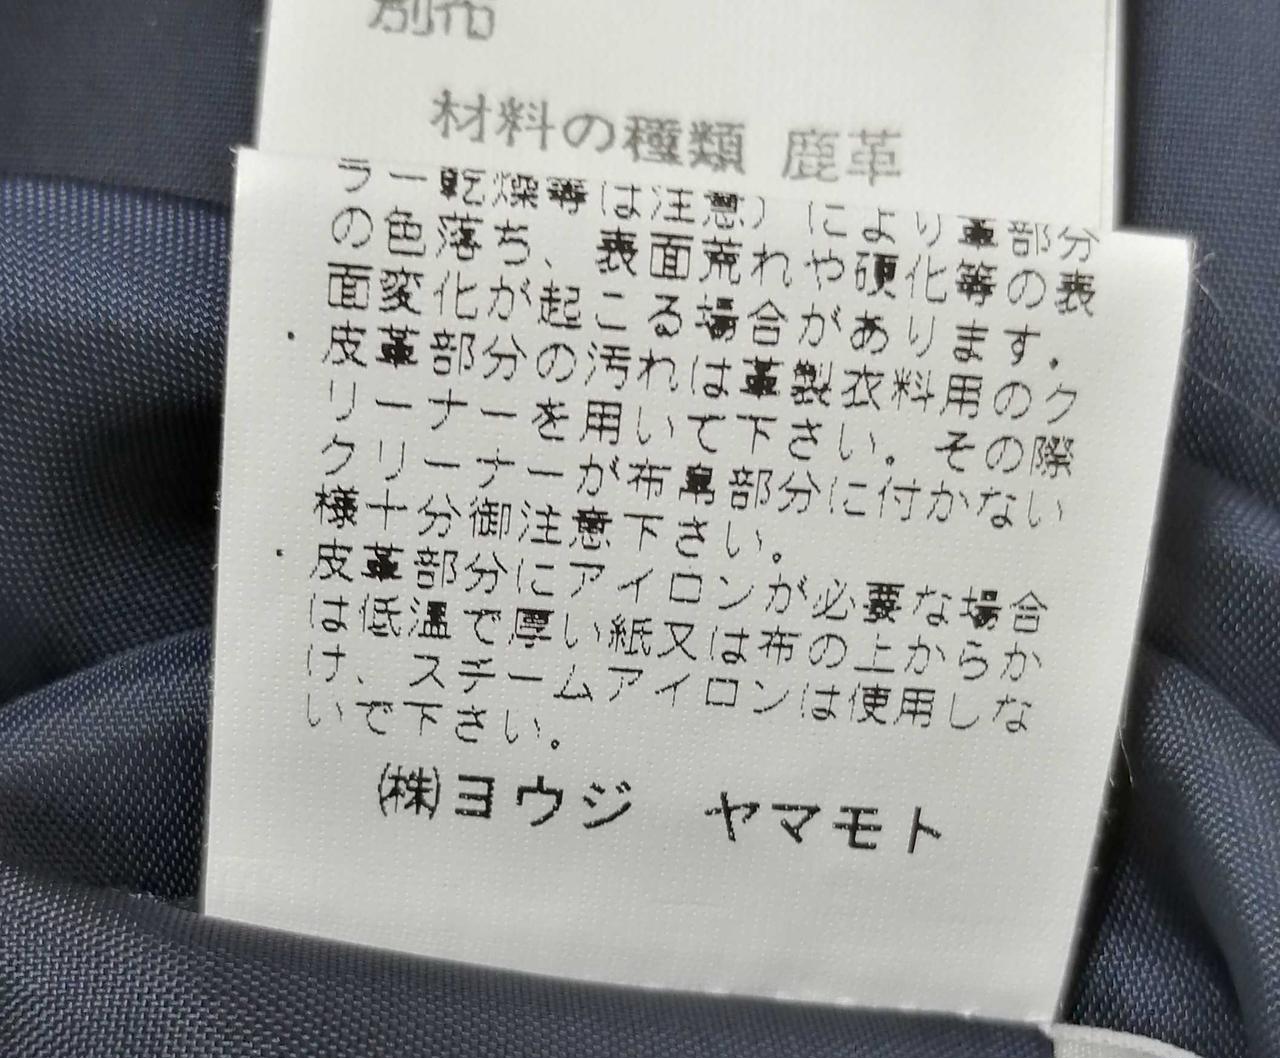 別布
材料の種類 鹿革
ラー乾燥等は注意）により革部分
の色落ち、表面荒れや硬化等の表
面変化が起こる場合があります。
・皮革部分の汚れは革製衣料用のク
リーナーを用いて下さい。その際
クリーナーが布帛部分に付かない
様十分御注意下さい。
・皮革部分にアイロンが必要な場合
は低温で厚い紙又は布の上からか
け、スチームアイロンは使用しな
いで下さい。
㈱ヨウジ ヤマモト